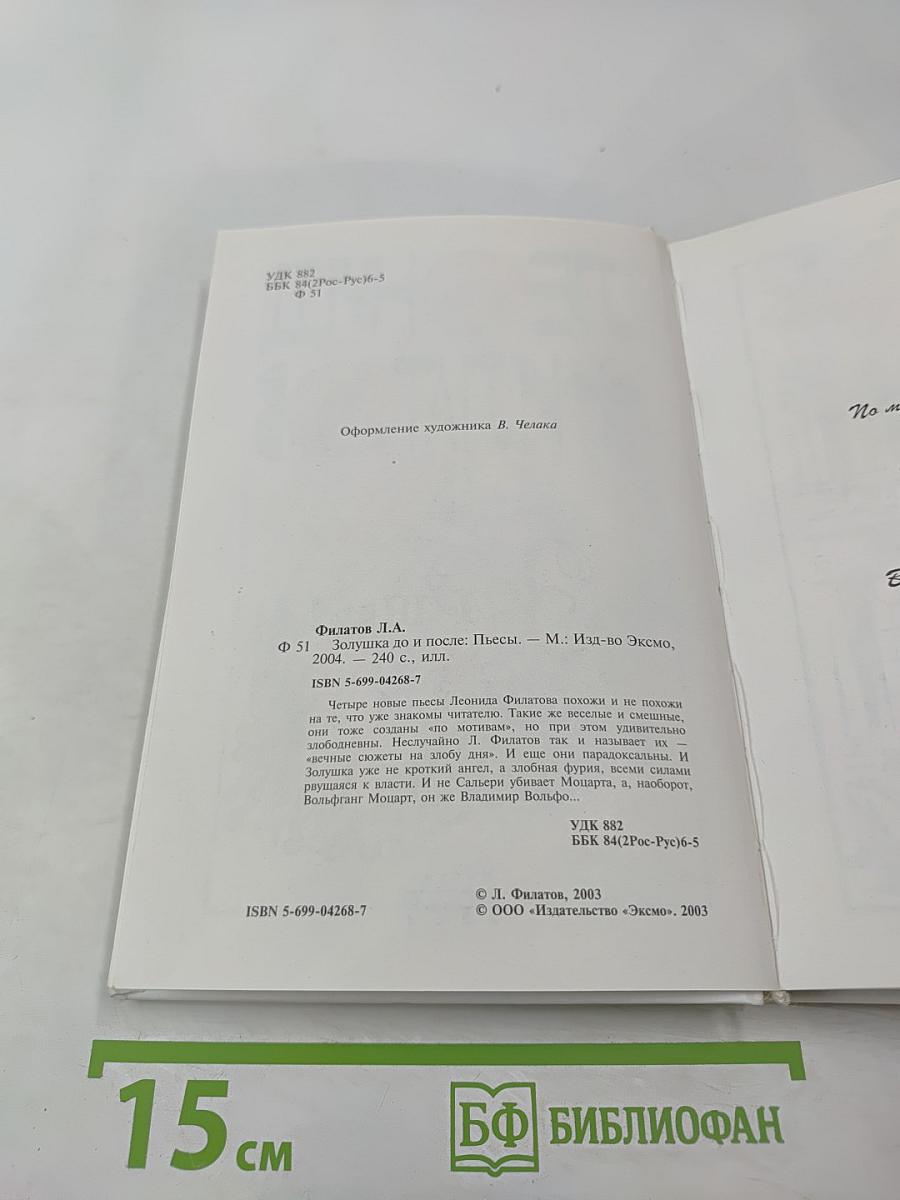 УДК 882
ББК 84(2Рос-Рус)6-5
Ф 51
Оформление художника В. Челака
Филатов Л.А.
Ф 51 Золушка до и после: Пьесы. — М.: Изд-во Эксмо,
2004. — 240 с., илл.
ISBN 5-699-04268-7
Четыре новые пьесы Леонида Филатова похожи и не похожи
на те, что уже знакомы читателю. Такие же веселые и смешные,
они тоже созданы «по мотивам», но при этом удивительно
злободневны. Неслучайно Л. Филатов так и называет их —
«вечные сюжеты на злобу дня». И еще они парадоксальны. И
Золушка уже не кроткий ангел, а злобная фурия, всеми силами
рвущаяся к власти. И не Сальери убивает Моцарта, а, наоборот,
Вольфганг Моцарт, он же Владимир Вольфо...
УДК 882
ББК 84(2Рос-Рус)6-5
© Л. Филатов, 2003
ISBN 5-699-04268-7 © ООО «Издательство «Эксмо». 2003
По
15 см
БФ БИБЛИОФАН